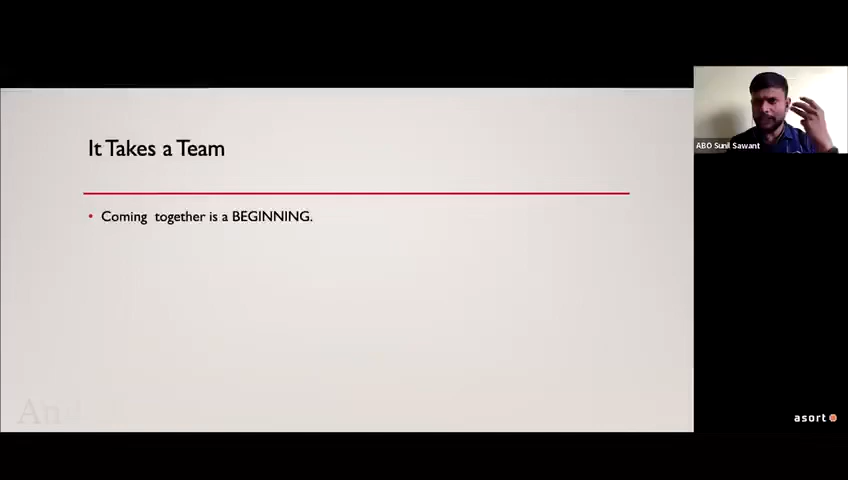 It Takes a Team
• Coming together is a BEGINNING.
ABO Sunil Sawant
asort